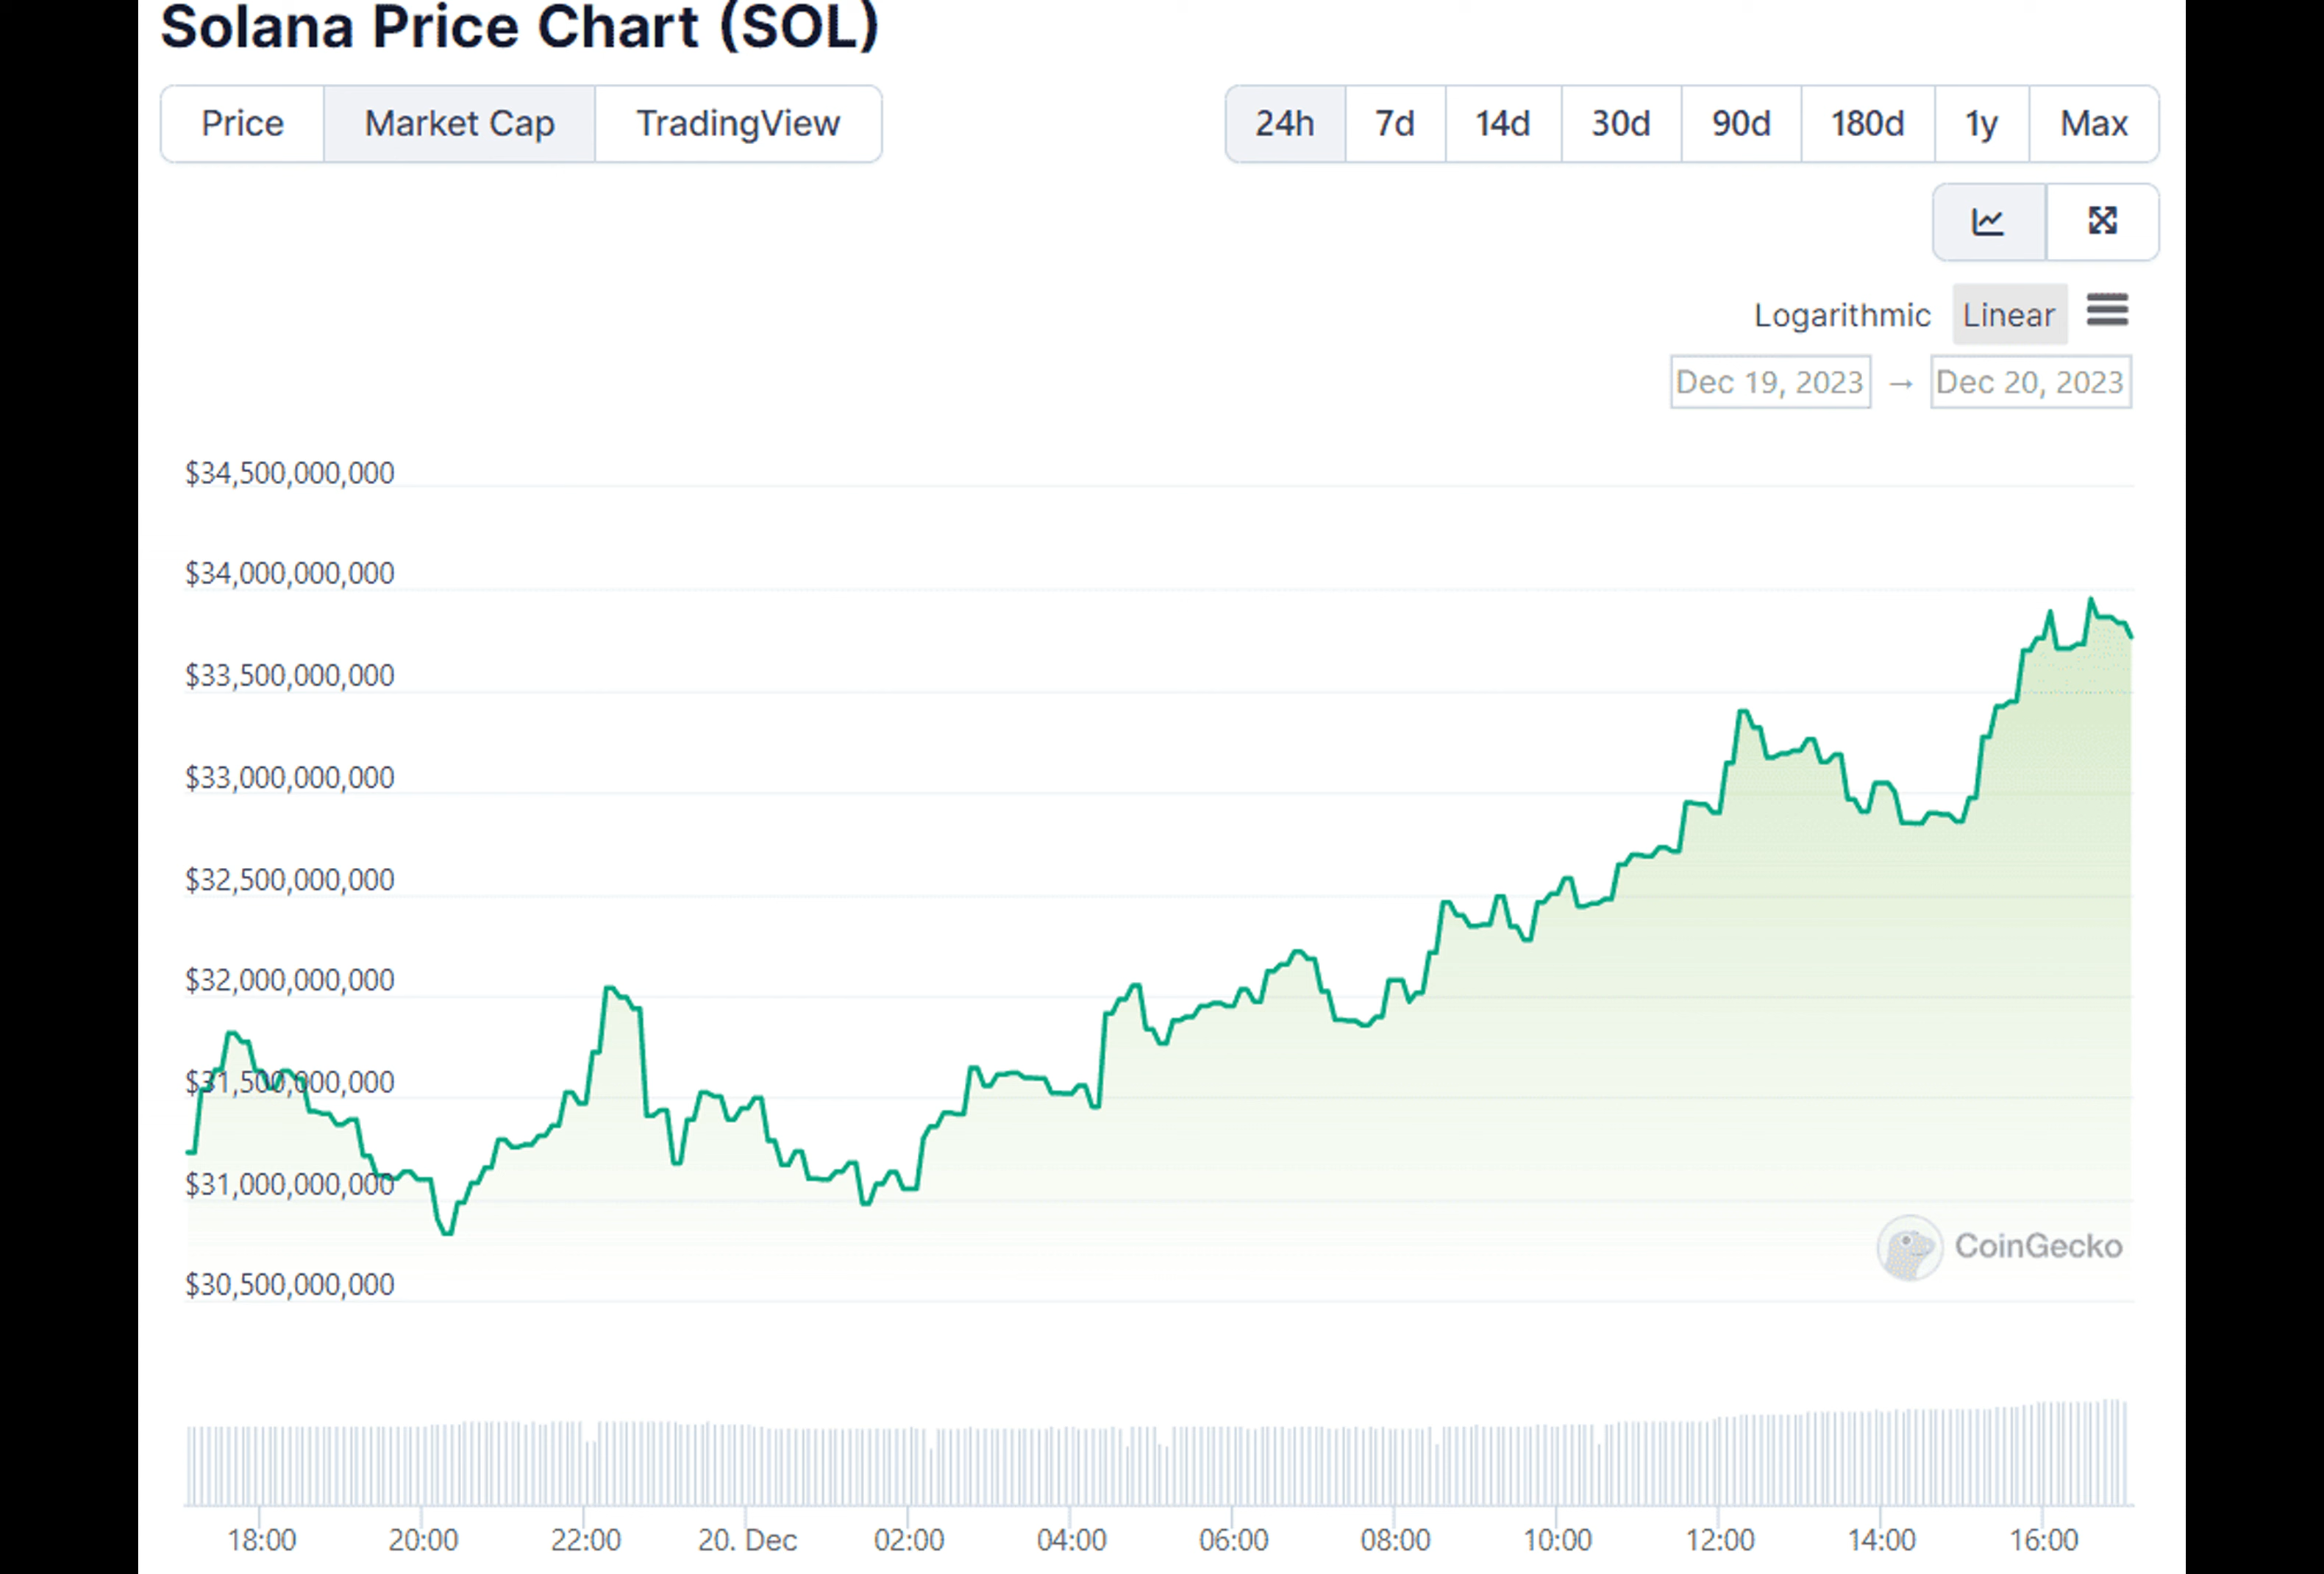 Solana Price Chart (SOL)
Price Market Cap TradingView 24h 7d 14d 30d 90d 180d 1y Max
Logarithmic Linear
Dec 19, 2023 → Dec 20, 2023
$34,500,000,000
$34,000,000,000
$33,500,000,000
$33,000,000,000
$32,500,000,000
$32,000,000,000
$31,500,000,000
$31,000,000,000
CoinGecko
$30,500,000,000
18:00 20:00 22:00 20. Dec 02:00 04:00 06:00 08:00 10:00 12:00 14:00 16:00